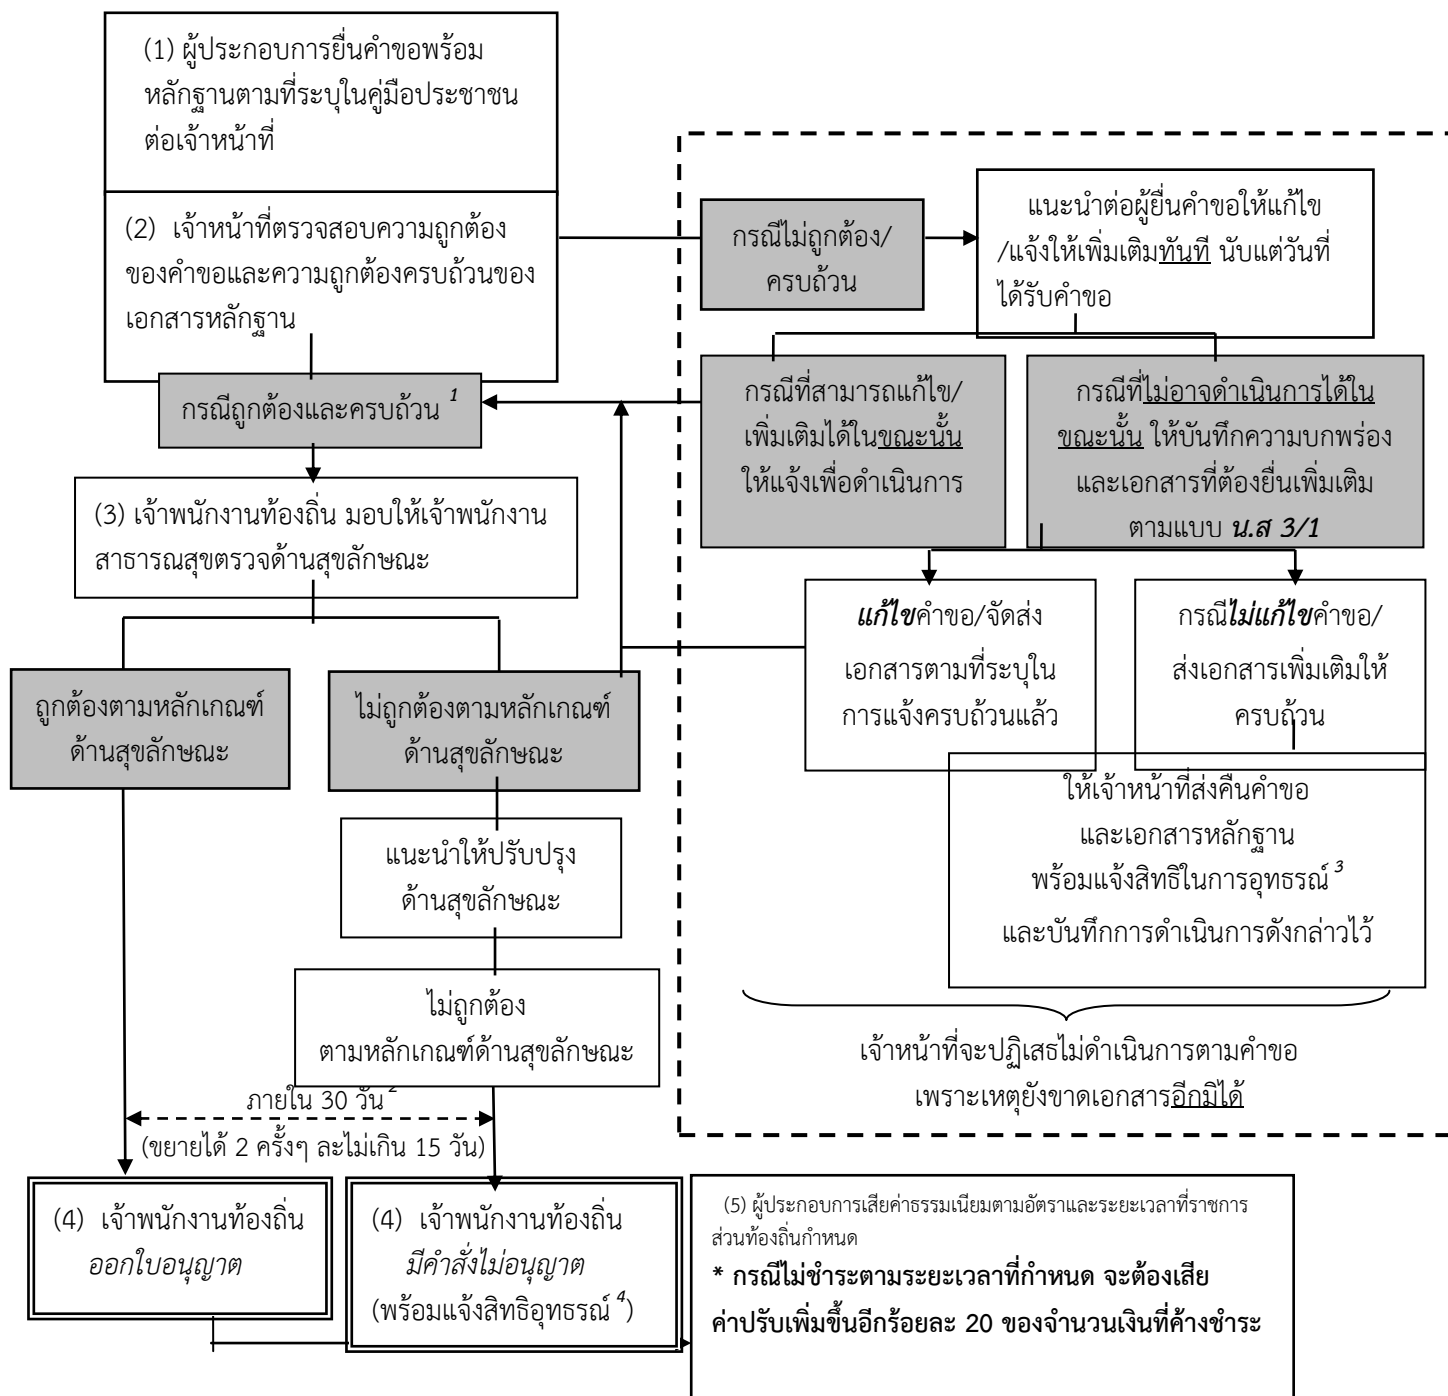 (1) ผู้ประกอบการยื่นคำขอพร้อม
หลักฐานตามที่ระบุในคู่มือประชาชน
ต่อเจ้าหน้าที่
(2) เจ้าหน้าที่ตรวจสอบความถูกต้อง
ของคำขอและความถูกต้องครบถ้วนของ
เอกสารหลักฐาน
กรณีไม่ถูกต้อง/
ครบถ้วน
แนะนำต่อผู้ยื่นคำขอให้แก้ไข
/แจ้งให้เพิ่มเติมทันที นับแต่วันที่
ได้รับคำขอ
กรณีถูกต้องและครบถ้วน 1
กรณีที่สามารถแก้ไข/
เพิ่มเติมได้ในขณะนั้น
ให้แจ้งเพื่อดำเนินการ
กรณีที่ไม่อาจดำเนินการได้ใน
ขณะนั้น ให้บันทึกความบกพร่อง
และเอกสารที่ต้องยื่นเพิ่มเติม
ตามแบบ น.ส 3/1
(3) เจ้าพนักงานท้องถิ่น มอบให้เจ้าพนักงาน
สาธารณสุขตรวจด้านสุขลักษณะ
แก้ไขคำขอ/จัดส่ง
เอกสารตามที่ระบุใน
การแจ้งครบถ้วนแล้ว
กรณีไม่แก้ไขคำขอ/
ส่งเอกสารเพิ่มเติมให้
ครบถ้วน
ถูกต้องตามหลักเกณฑ์
ด้านสุขลักษณะ
ไม่ถูกต้องตามหลักเกณฑ์
ด้านสุขลักษณะ
ให้เจ้าหน้าที่ส่งคืนคำขอ
และเอกสารหลักฐาน
พร้อมแจ้งสิทธิในการอุทธรณ์ 3
และบันทึกการดำเนินการดังกล่าวไว้
แนะนำให้ปรับปรุง
ด้านสุขลักษณะ
ไม่ถูกต้อง
ตามหลักเกณฑ์ด้านสุขลักษณะ
เจ้าหน้าที่จะปฏิเสธไม่ดำเนินการตามคำขอ
เพราะเหตุยังขาดเอกสารอีกมิได้
ภายใน 30 วัน 2
(ขยายได้ 2 ครั้งๆ ละไม่เกิน 15 วัน)
(4) เจ้าพนักงานท้องถิ่น
ออกใบอนุญาต
(4) เจ้าพนักงานท้องถิ่น
มีคำสั่งไม่อนุญาต
(พร้อมแจ้งสิทธิอุทธรณ์ 4)
(5) ผู้ประกอบการเสียค่าธรรมเนียมตามอัตราและระยะเวลาที่ราชการ
ส่วนท้องถิ่นกำหนด
* กรณีไม่ชำระตามระยะเวลาที่กำหนด จะต้องเสีย
ค่าปรับเพิ่มขึ้นอีกร้อยละ 20 ของจำนวนเงินที่ค้างชำระ